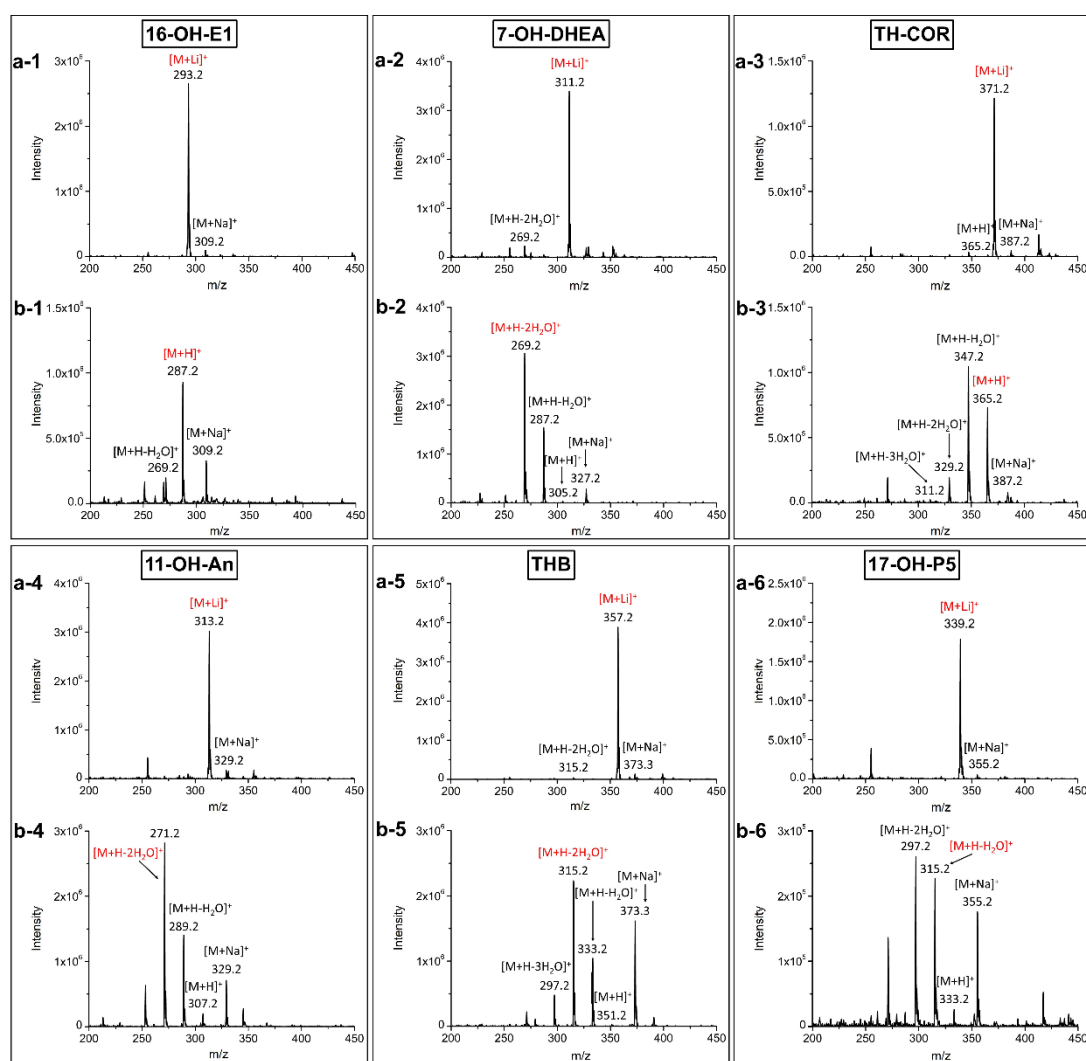 16-OH-E1
a-1
[M+Li]⁺
293.2
[M+Na]⁺
309.2
3x10⁶
2x10⁶
1x10⁶
0
Intensity
200 250 300 350 400 450
m/z
b-1
[M+H]⁺
287.2
[M+Na]⁺
309.2
[M+H-H₂O]⁺
269.2
1.5x10⁶
1.0x10⁶
5.0x10⁵
0.0
Intensity
200 250 300 350 400 450
m/z
7-OH-DHEA
a-2
[M+Li]⁺
311.2
[M+H-2H₂O]⁺
269.2
4x10⁶
3x10⁶
2x10⁶
1x10⁶
0
Intensity
200 250 300 350 400 450
m/z
b-2
[M+H-2H₂O]⁺
269.2
[M+H-H₂O]⁺
287.2
[M+Na]⁺
[M+H]⁺
327.2
305.2
4x10⁶
3x10⁶
2x10⁶
1x10⁶
0
Intensity
200 250 300 350 400 450
m/z
TH-COR
a-3
[M+Li]⁺
371.2
[M+H]⁺
365.2
[M+Na]⁺
387.2
1.5x10⁶
1.0x10⁶
5.0x10⁵
0.0
Intensity
200 250 300 350 400 450
m/z
b-3
[M+H-H₂O]⁺
347.2
[M+H]⁺
365.2
[M+H-2H₂O]⁺
329.2
[M+H-3H₂O]⁺
311.2
[M+Na]⁺
387.2
1.5x10⁶
1.0x10⁶
5.0x10⁵
0.0
Intensity
200 250 300 350 400 450
m/z
11-OH-An
a-4
[M+Li]⁺
313.2
[M+Na]⁺
329.2
4x10⁶
3x10⁶
2x10⁶
1x10⁶
0
Intensity
200 250 300 350 400 450
m/z
b-4
271.2
[M+H-2H₂O]⁺
[M+H-H₂O]⁺
289.2
[M+Na]⁺
329.2
[M+H]⁺
307.2
3x10⁶
2x10⁶
1x10⁶
0
Intensity
200 250 300 350 400 450
m/z
THB
a-5
[M+Li]⁺
357.2
[M+H-2H₂O]⁺
315.2
[M+Na]⁺
373.3
5x10⁶
4x10⁶
3x10⁶
2x10⁶
1x10⁶
0
Intensity
200 250 300 350 400 450
m/z
b-5
[M+H-2H₂O]⁺
315.2
[M+Na]⁺
373.3
[M+H-H₂O]⁺
333.2
[M+H-3H₂O]⁺
297.2
[M+H]⁺
351.2
3x10⁶
2x10⁶
1x10⁶
0
Intensity
200 250 300 350 400 450
m/z
17-OH-P5
a-6
[M+Li]⁺
339.2
[M+Na]⁺
355.2
2.5x10⁶
2.0x10⁶
1.5x10⁶
1.0x10⁶
5.0x10⁵
0.0
Intensity
200 250 300 350 400 450
m/z
b-6
[M+H-2H₂O]⁺
297.2
[M+H-H₂O]⁺
315.2
[M+Na]⁺
355.2
[M+H]⁺
333.2
3x10⁵
2x10⁵
1x10⁵
0
Intensity
200 250 300 350 400 450
m/z